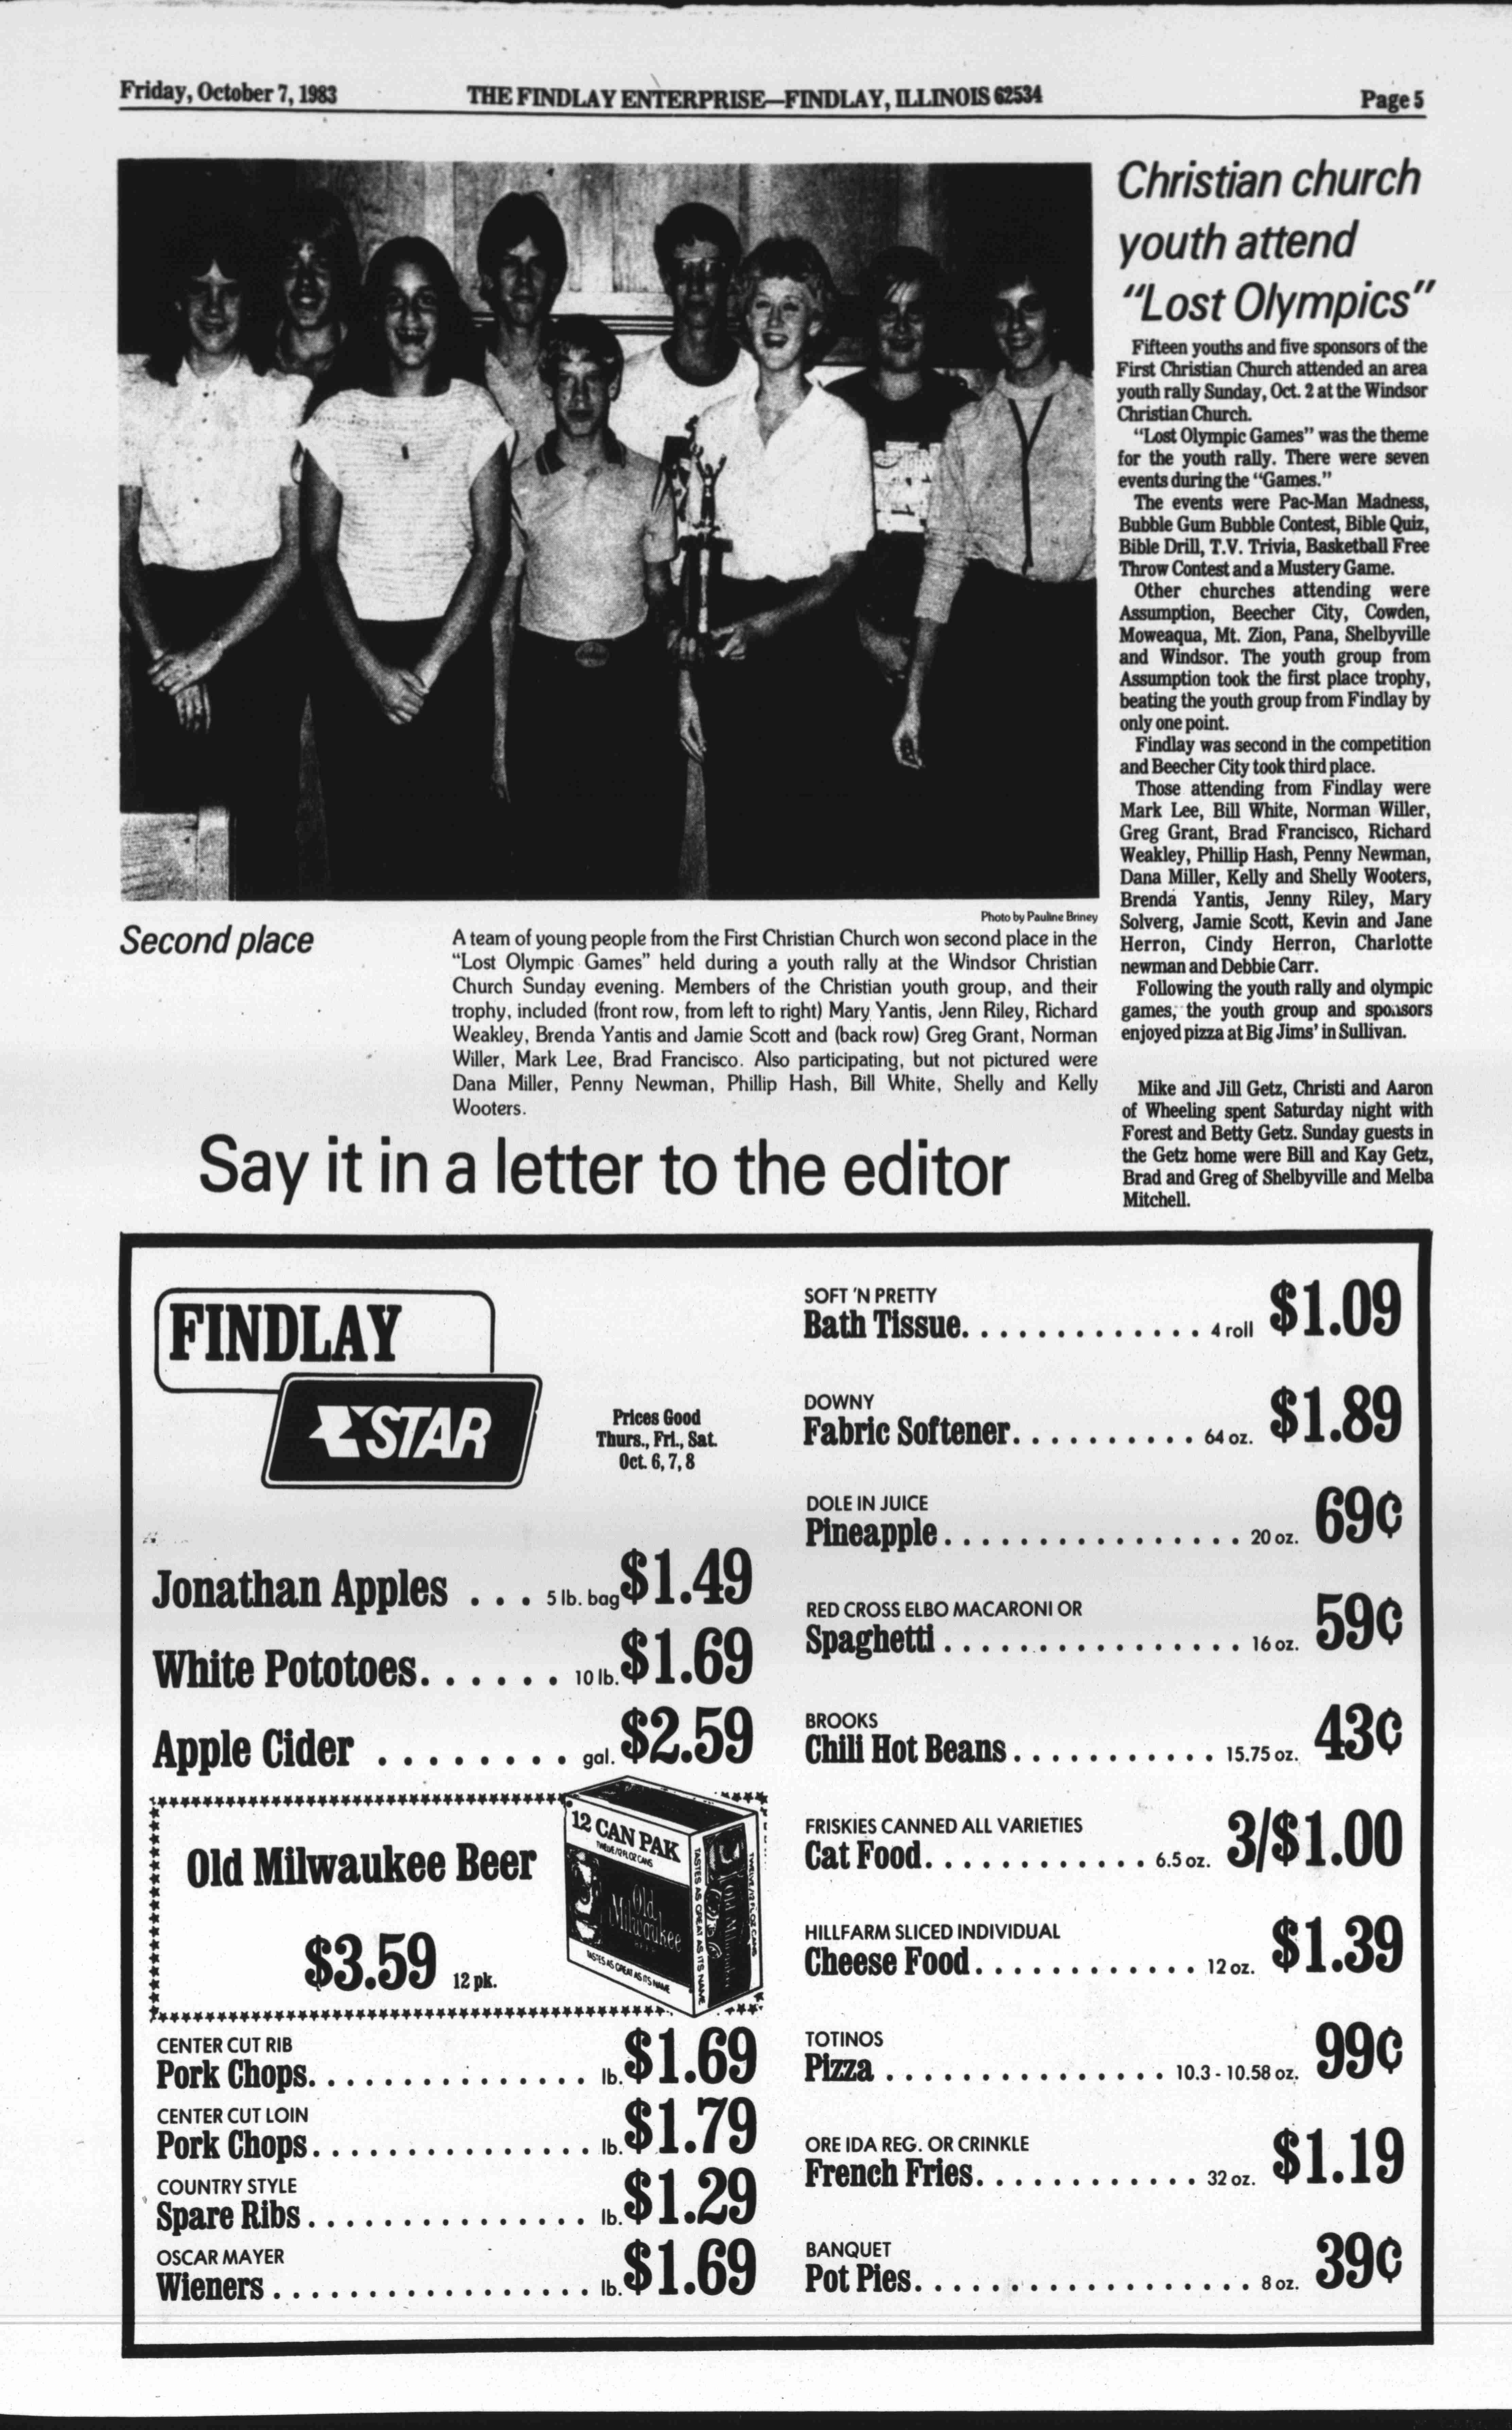 Friday, October 7, 1983
THE FINDLAY ENTERPRISE—FINDLAY, ILLINOIS 62534
Page 5
Christian church
youth attend
"Lost Olympics"
Fifteen youths and five sponsors of the
First Christian Church attended an area
youth rally Sunday, Oct. 2 at the Windsor
Christian Church.
"Lost Olympic Games" was the theme
for the youth rally. There were seven
events during the "Games."
The events were Pac-Man Madness,
Bubble Gum Bubble Contest, Bible Quiz,
Bible Drill, T.V. Trivia, Basketball Free
Throw Contest and a Mustery Game.
Other churches attending were
Assumption, Beecher City, Cowden,
Moweaqua, Mt. Zion, Pana, Shelbyville
and Windsor. The youth group from
Assumption took the first place trophy,
beating the youth group from Findlay by
only one point.
Findlay was second in the competition
and Beecher City took third place.
Those attending from Findlay were
Mark Lee, Bill White, Norman Willer,
Greg Grant, Brad Francisco, Richard
Weakley, Phillip Hash, Penny Newman,
Dana Miller, Kelly and Shelly Wooters,
Brenda Yantis, Jenny Riley, Mary
Solverg, Jamie Scott, Kevin and Jane
Herron, Cindy Herron, Charlotte
newman and Debbie Carr.
Following the youth rally and olympic
games, the youth group and sponsors
enjoyed pizza at Big Jims' in Sullivan.
Mike and Jill Getz, Christi and Aaron
of Wheeling spent Saturday night with
Forest and Betty Getz. Sunday guests in
the Getz home were Bill and Kay Getz,
Brad and Greg of Shelbyville and Melba
Mitchell.
Photo by Pauline Briney
Second place
A team of young people from the First Christian Church won second place in the
"Lost Olympic Games" held during a youth rally at the Windsor Christian
Church Sunday evening. Members of the Christian youth group, and their
trophy, included (front row, from left to right) Mary Yantis, Jenn Riley, Richard
Weakley, Brenda Yantis and Jamie Scott and (back row) Greg Grant, Norman
Willer, Mark Lee, Brad Francisco. Also participating, but not pictured were
Dana Miller, Penny Newman, Phillip Hash, Bill White, Shelly and Kelly
Wooters.
Say it in a letter to the editor
FINDLAY
STAR
Prices Good
Thurs., Fri., Sat.
Oct. 6, 7, 8
Jonathan Apples . . . 5 lb. bag $1.49
White Pototoes. . . . . . 10 lb. $1.69
Apple Cider . . . . . . . . gal. $2.59
Old Milwaukee Beer
$3.59 12 pk.
12 CAN PAK
TWELVE/12 FL OZ CANS
Old
Milwaukee
BEER
TASTES AS GREAT AS ITS NAME
TASTES AS GREAT AS ITS NAME
Old Milwaukee
TWELVE/12 FL OZ CANS
CENTER CUT RIB
Pork Chops. . . . . . . . . . . . . . . lb. $1.69
CENTER CUT LOIN
Pork Chops. . . . . . . . . . . . . . . lb. $1.79
COUNTRY STYLE
Spare Ribs . . . . . . . . . . . . . . . lb. $1.29
OSCAR MAYER
Wieners . . . . . . . . . . . . . . . . . lb. $1.69
SOFT 'N PRETTY
Bath Tissue. . . . . . . . . . . . . 4 roll $1.09
DOWNY
Fabric Softener. . . . . . . . . . 64 oz. $1.89
DOLE IN JUICE
Pineapple . . . . . . . . . . . . . . . . 20 oz. 69¢
RED CROSS ELBO MACARONI OR
Spaghetti . . . . . . . . . . . . . . . . 16 oz. 59¢
BROOKS
Chili Hot Beans . . . . . . . . . . . 15.75 oz. 43¢
FRISKIES CANNED ALL VARIETIES
Cat Food. . . . . . . . . . . . 6.5 oz. 3/$1.00
HILLFARM SLICED INDIVIDUAL
Cheese Food. . . . . . . . . . . . 12 oz. $1.39
TOTINOS
Pizza . . . . . . . . . . . . . . . 10.3 - 10.58 oz. 99¢
ORE IDA REG. OR CRINKLE
French Fries. . . . . . . . . . . . 32 oz. $1.19
BANQUET
Pot Pies. . . . . . . . . . . . . . . . . . 8 oz. 39¢